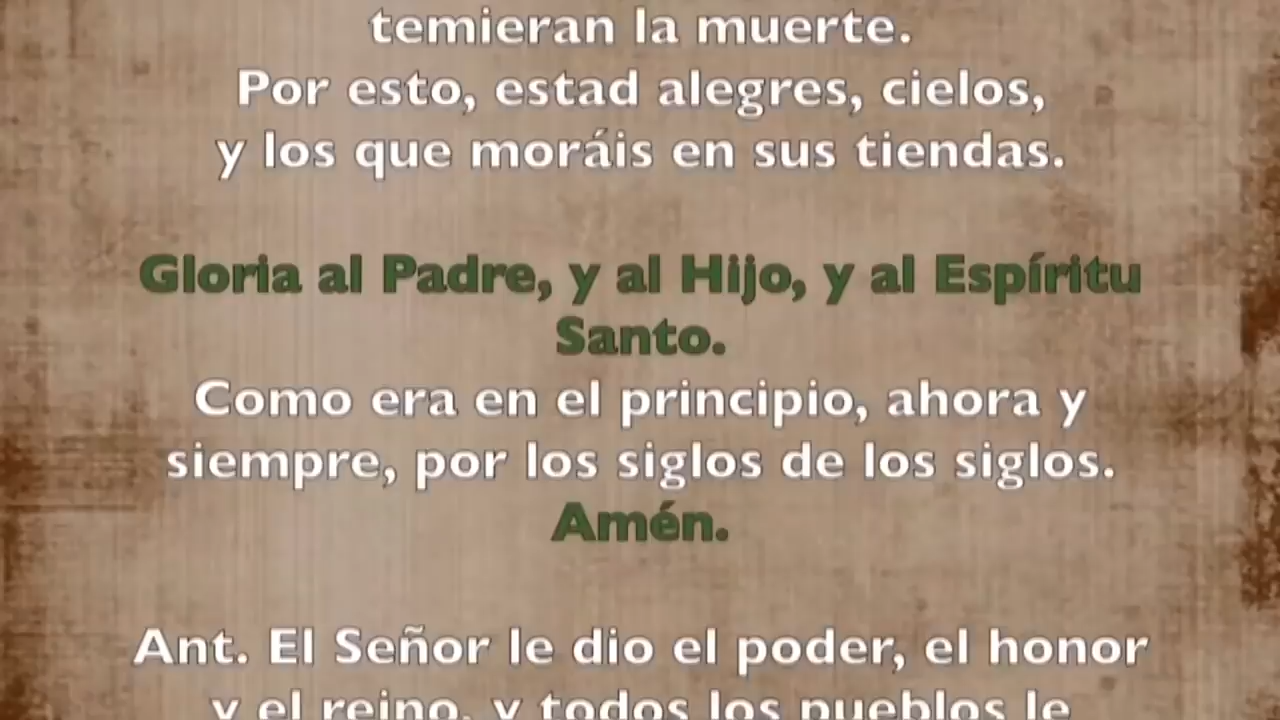 temieran la muerte.
Por esto, estad alegres, cielos,
y los que moráis en sus tiendas.
Gloria al Padre, y al Hijo, y al Espíritu
Santo.
Como era en el principio, ahora y
siempre, por los siglos de los siglos.
Amén.
Ant. El Señor le dio el poder, el honor
y el reino, y todos los pueblos le